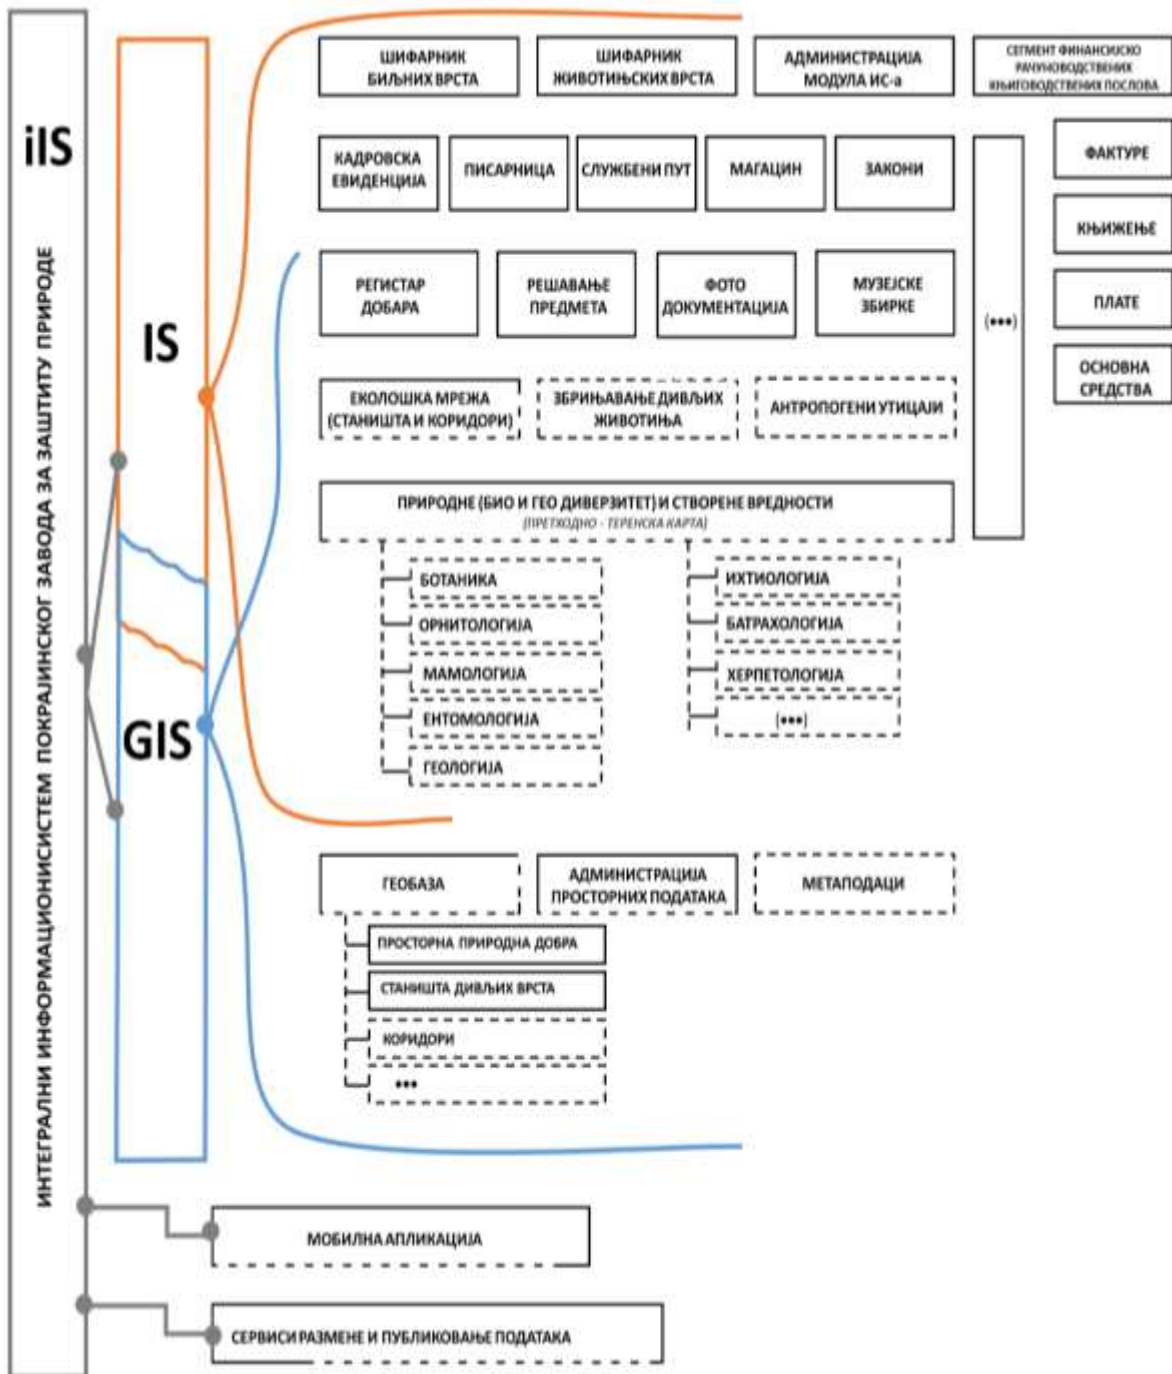 iIS
ИНТЕГРАЛНИ ИНФОРМАЦИОНИСИСТЕМ ПОКРАЈИНСКОГ ЗАВОДА ЗА ЗАШТИТУ ПРИРОДЕ
IS
GIS
ШИФАРНИК
БИЉНИХ ВРСТА
ШИФАРНИК
ЖИВОТИЊСКИХ ВРСТА
АДМИНИСТРАЦИЈА
МОДУЛА ИС-а
СЕГМЕНТ ФИНАНСИЈСКО
РАЧУНОВОДСТВЕНИХ
КЊИГОВОДСТВЕНИХ ПОСЛОВА
КАДРОВСКА
ЕВИДЕНЦИЈА
ПИСАРНИЦА
СЛУЖБЕНИ ПУТ
МАГАЦИН
ЗАКОНИ
(•••)
ФАКТУРЕ
КЊИЖЕЊЕ
ПЛАТЕ
ОСНОВНА
СРЕДСТВА
РЕГИСТАР
ДОБАРА
РЕШАВАЊЕ
ПРЕДМЕТА
ФОТО
ДОКУМЕНТАЦИЈА
МУЗЕЈСКЕ
ЗБИРКЕ
ЕКОЛОШКА МРЕЖА
(СТАНИШТА И КОРИДОРИ)
ЗБРИЊАВАЊЕ ДИВЉИХ
ЖИВОТИЊА
АНТРОПОГЕНИ УТИЦАЈИ
ПРИРОДНЕ (БИО И ГЕО ДИВЕРЗИТЕТ) И СТВОРЕНЕ ВРЕДНОСТИ
(ПРЕТХОДНО - ТЕРЕНСКА КАРТА)
БОТАНИКА
ОРНИТОЛОГИЈА
МАМОЛОГИЈА
ЕНТОМОЛОГИЈА
ГЕОЛОГИЈА
ИХТИОЛОГИЈА
БАТРАХОЛОГИЈА
ХЕРПЕТОЛОГИЈА
(•••)
ГЕОБАЗА
АДМИНИСТРАЦИЈА
ПРОСТОРНИХ ПОДАТАКА
МЕТАПОДАЦИ
ПРОСТОРНА ПРИРОДНА ДОБРА
СТАНИШТА ДИВЉИХ ВРСТА
КОРИДОРИ
•••
МОБИЛНА АПЛИКАЦИЈА
СЕРВИСИ РАЗМЕНЕ И ПУБЛИКОВАЊЕ ПОДАТАКА